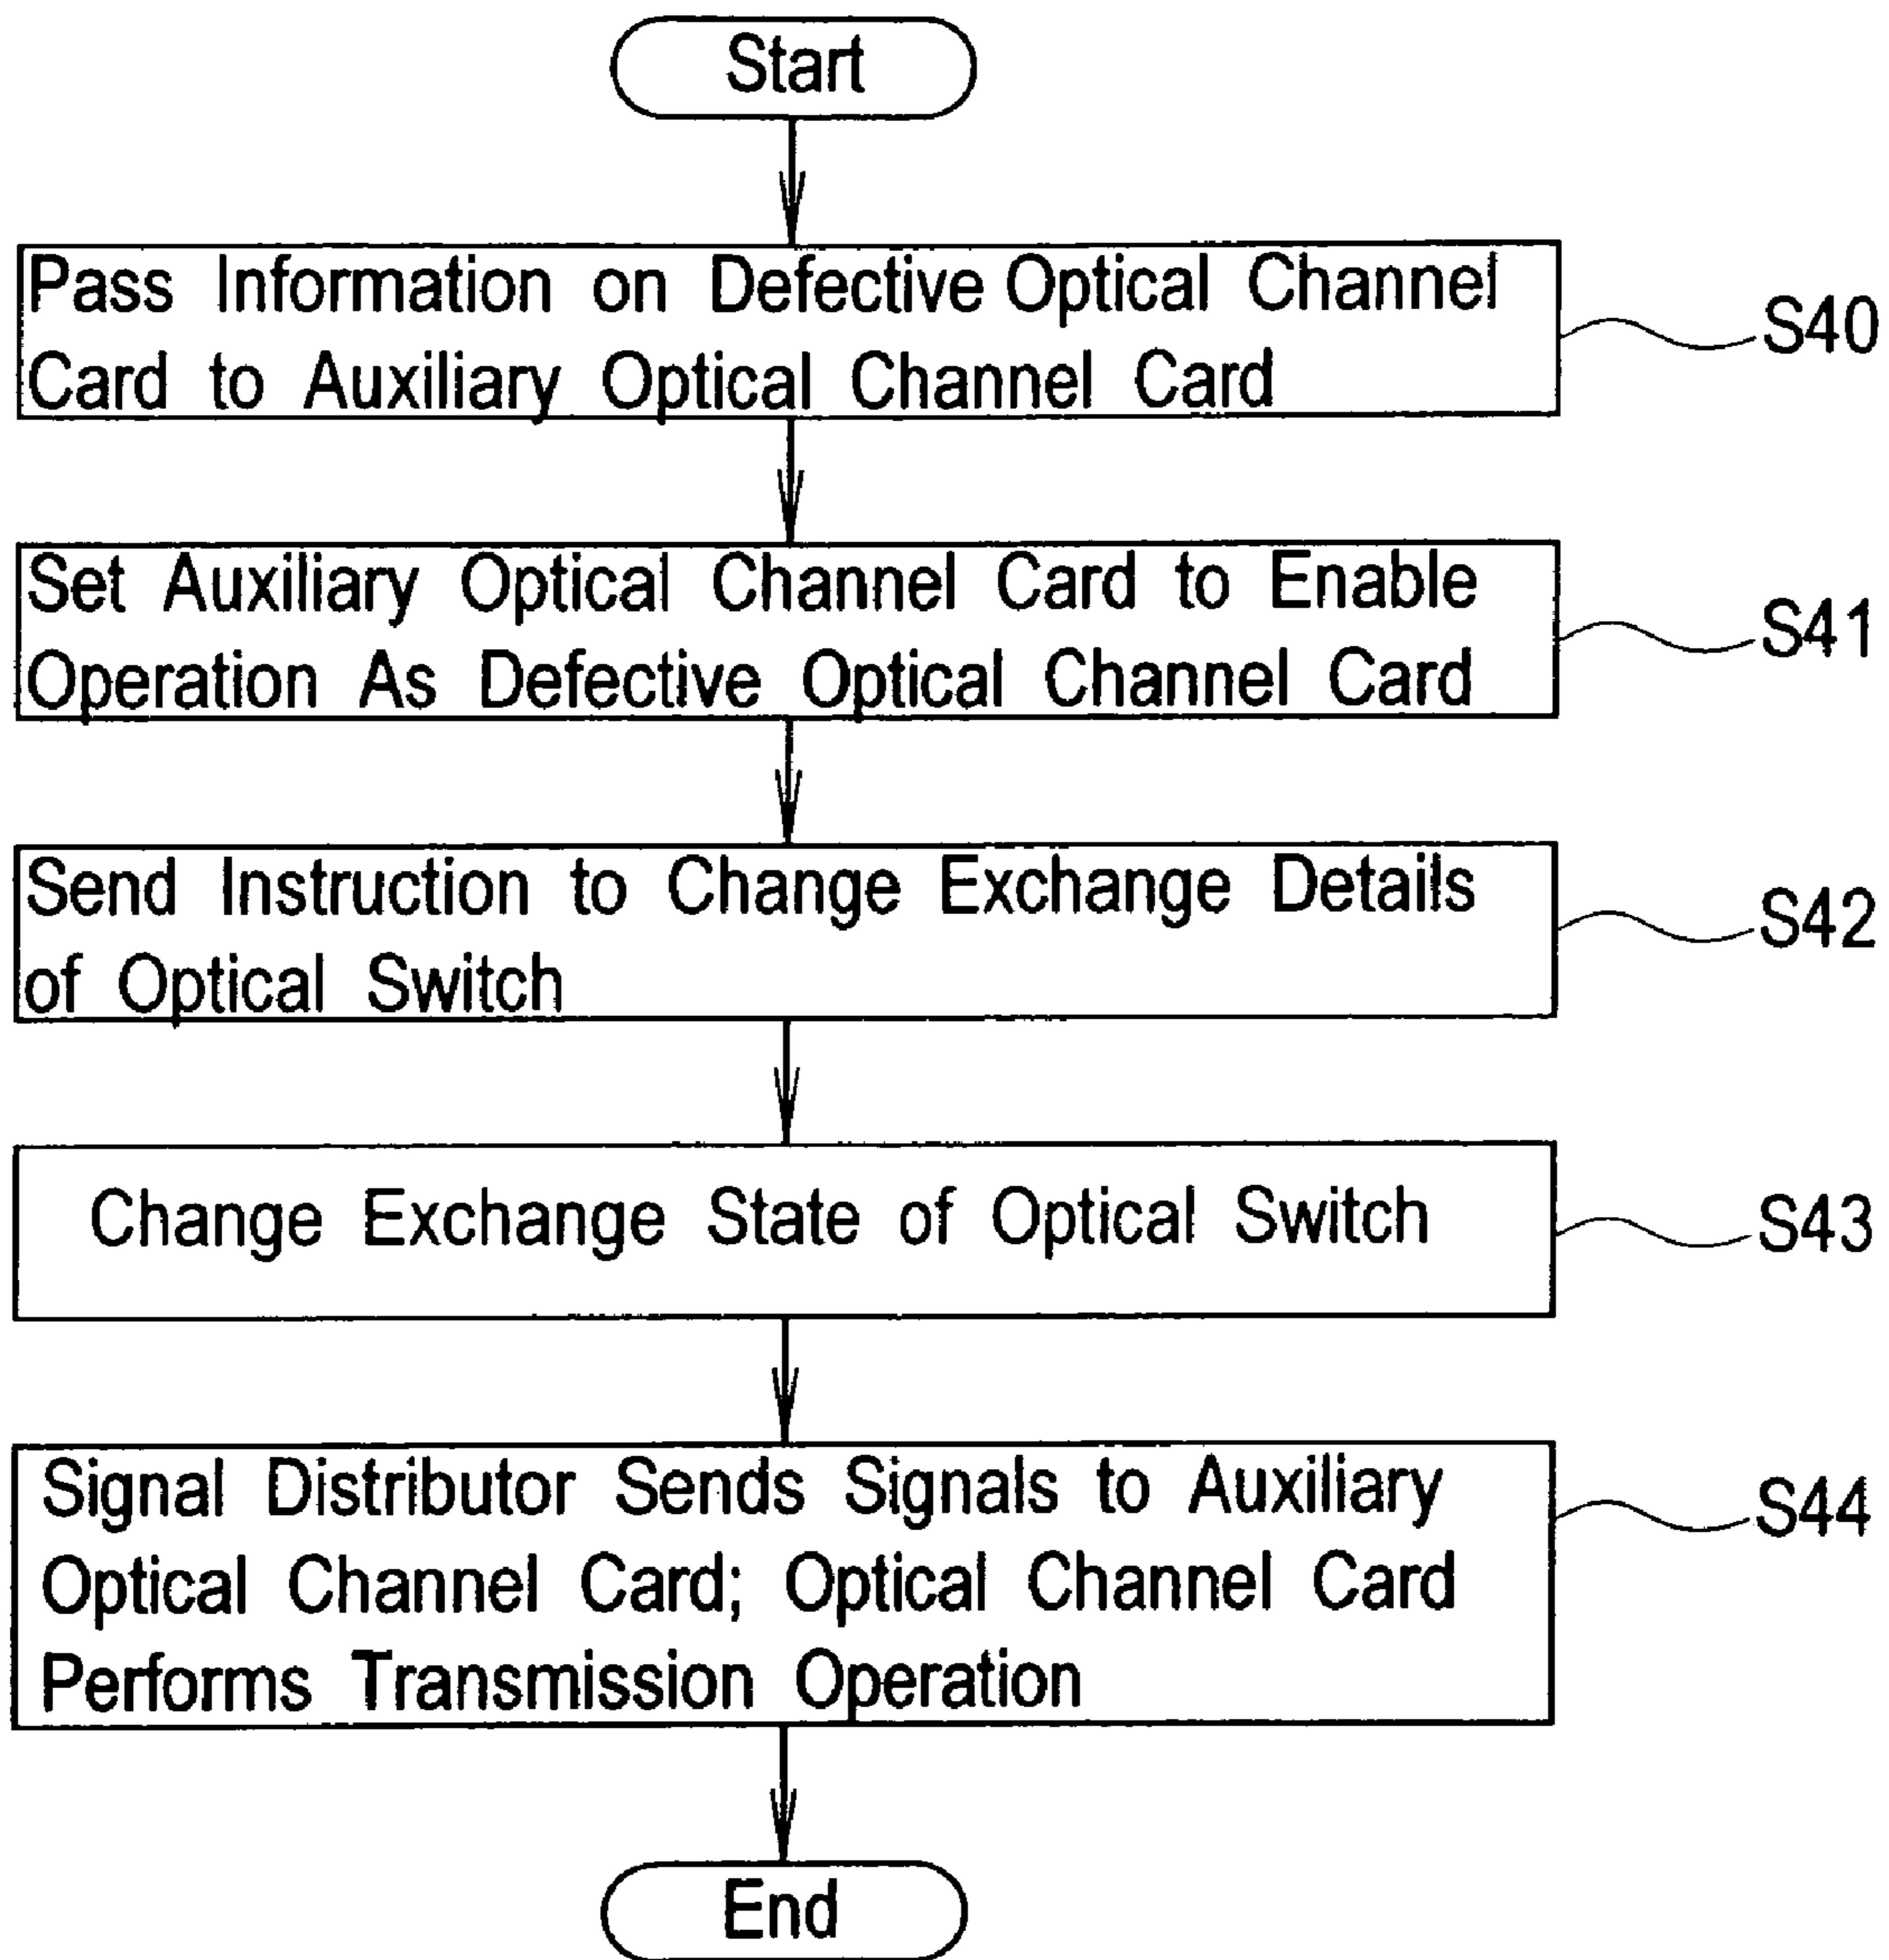 Start
Pass Information on Defective Optical Channel
Card to Auxiliary Optical Channel Card
S40
Set Auxiliary Optical Channel Card to Enable
Operation As Defective Optical Channel Card
S41
Send Instruction to Change Exchange Details
of Optical Switch
S42
Change Exchange State of Optical Switch
S43
Signal Distributor Sends Signals to Auxiliary
Optical Channel Card; Optical Channel Card
Performs Transmission Operation
S44
End